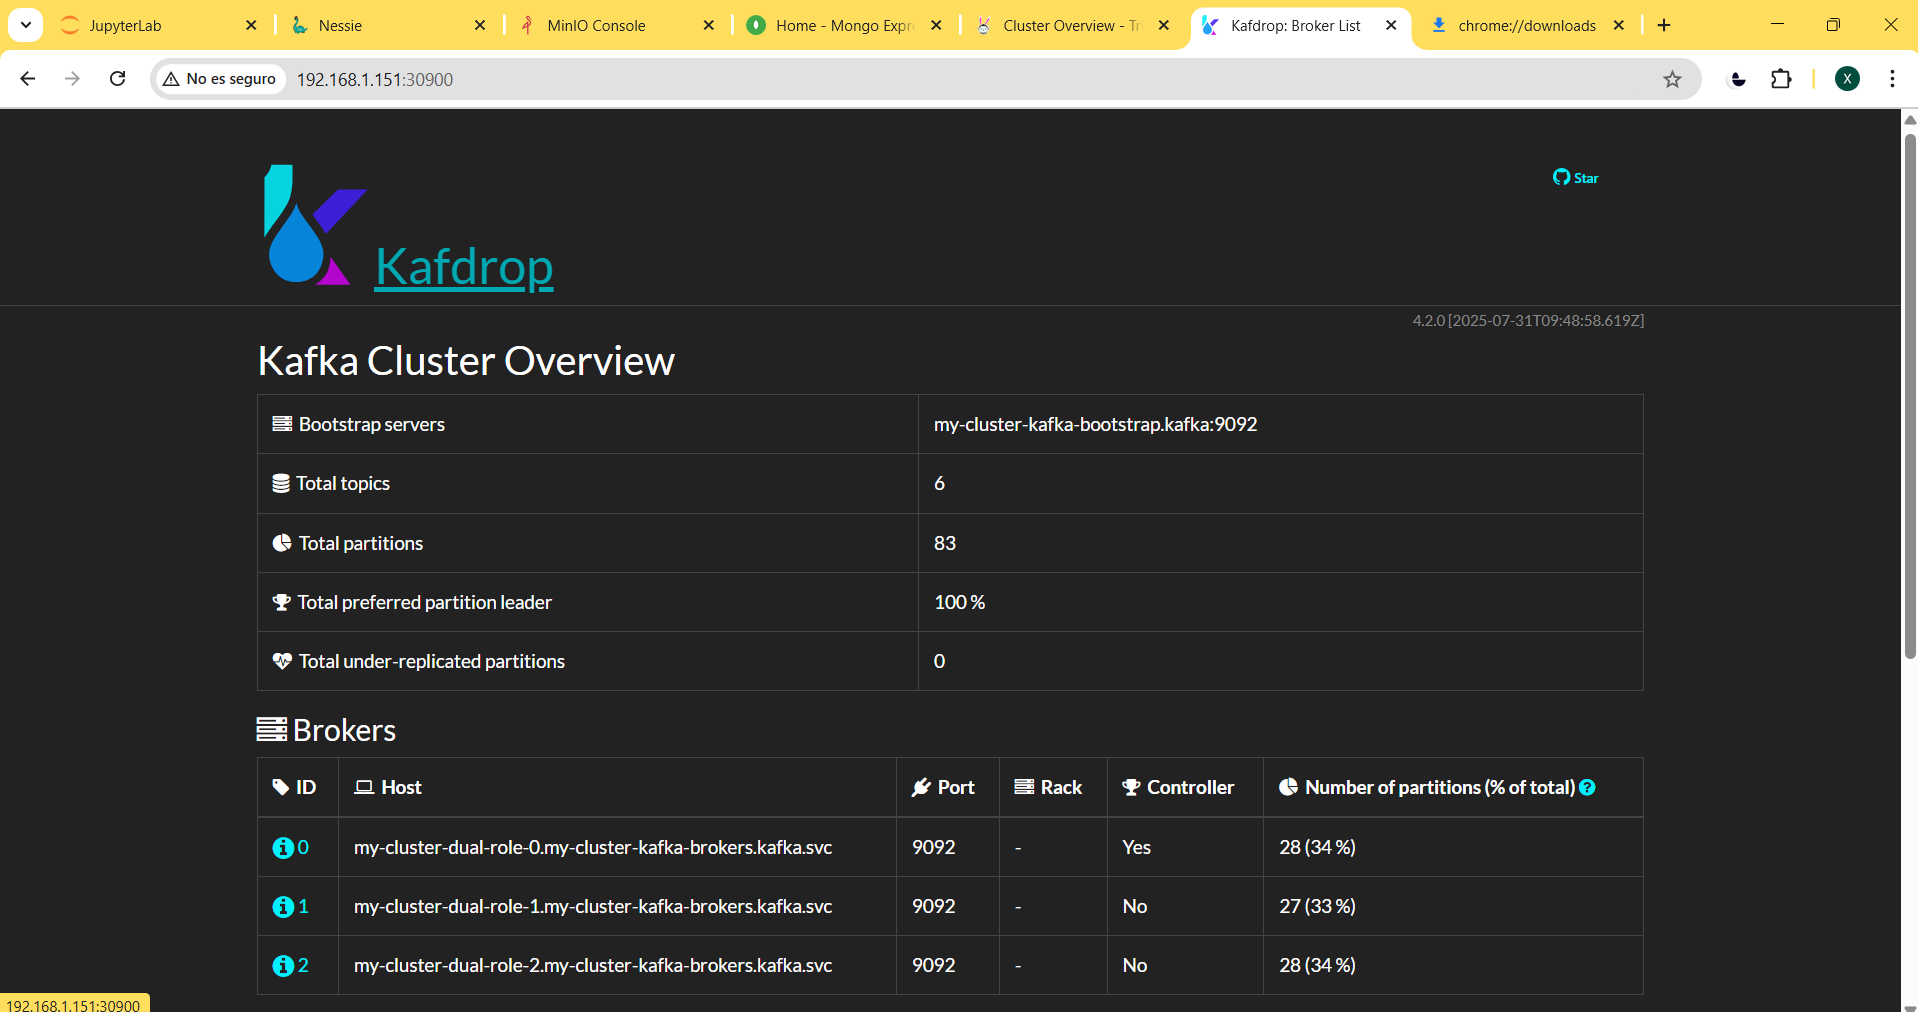 JupyterLab
Nessie
MinIO Console
Home - Mongo Expre
Cluster Overview - Tr
Kafdrop: Broker List
chrome://downloads
No es seguro
192.168.1.151:30900
X
Star
Kafdrop
4.2.0 [2025-07-31T09:48:58.619Z]
Kafka Cluster Overview
Bootstrap servers my-cluster-kafka-bootstrap.kafka:9092
Total topics 6
Total partitions 83
Total preferred partition leader 100 %
Total under-replicated partitions 0
Brokers
ID Host Port Rack Controller Number of partitions (% of total) ?
0 my-cluster-dual-role-0.my-cluster-kafka-brokers.kafka.svc 9092 - Yes 28 (34 %)
1 my-cluster-dual-role-1.my-cluster-kafka-brokers.kafka.svc 9092 - No 27 (33 %)
2 my-cluster-dual-role-2.my-cluster-kafka-brokers.kafka.svc 9092 - No 28 (34 %)
192.168.1.151:30900